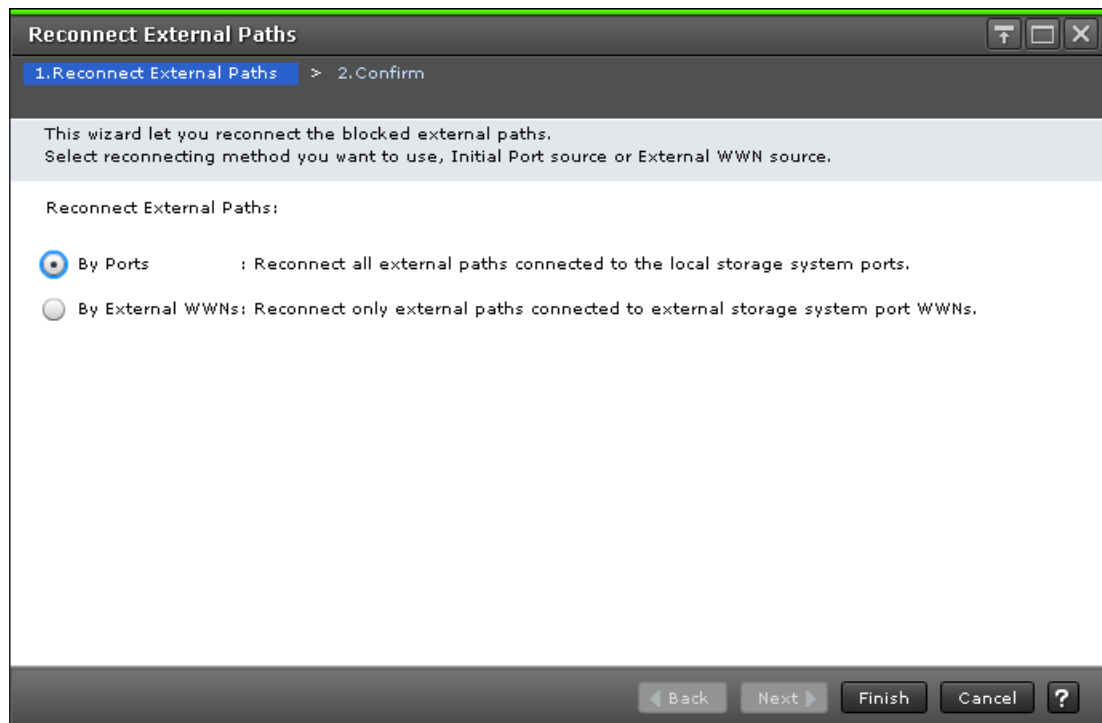 Reconnect External Paths
1.Reconnect External Paths > 2.Confirm
This wizard let you reconnect the blocked external paths.
Select reconnecting method you want to use, Initial Port source or External WWN source.
Reconnect External Paths:
By Ports : Reconnect all external paths connected to the local storage system ports.
By External WWNs: Reconnect only external paths connected to external storage system port WWNs.
Back Next Finish Cancel ?